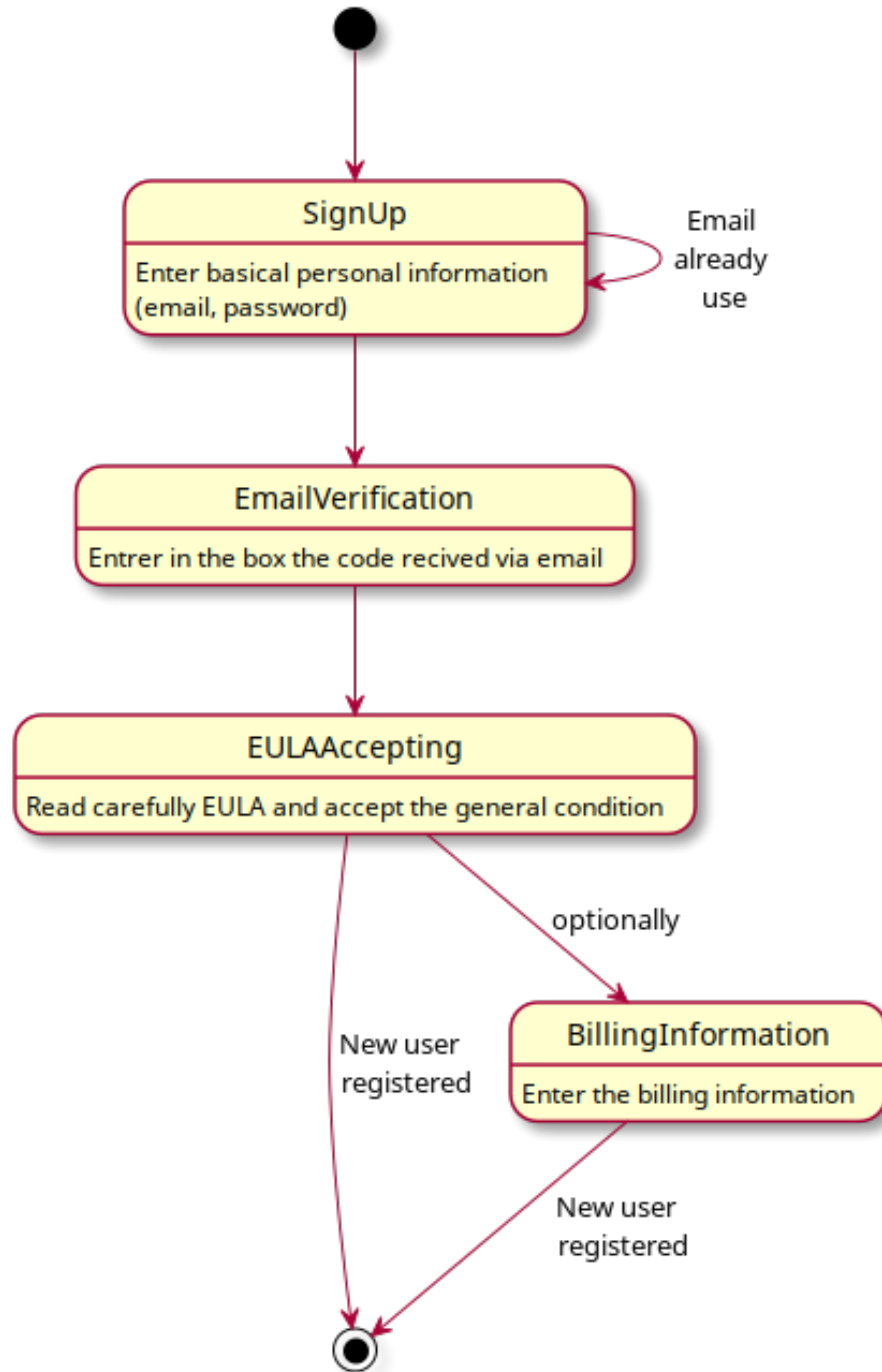 SignUp
Enter basical personal information
(email, password)
Email
already
use
EmailVerification
Entrer in the box the code recived via email
EULAAccepting
Read carefully EULA and accept the general condition
optionally
New user
registered
BillingInformation
Enter the billing information
New user
registered